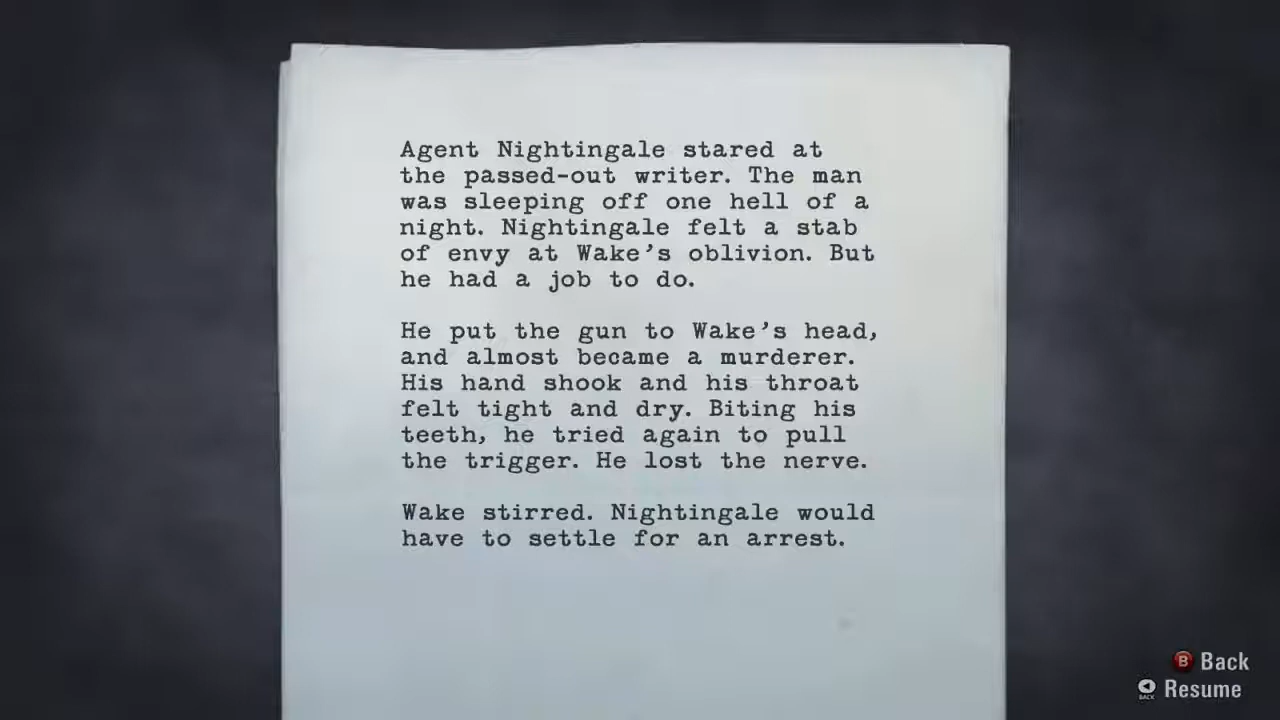 Agent Nightingale stared at
the passed-out writer. The man
was sleeping off one hell of a
night. Nightingale felt a stab
of envy at Wake's oblivion. But
he had a job to do.
He put the gun to Wake's head,
and almost became a murderer.
His hand shook and his throat
felt tight and dry. Biting his
teeth, he tried again to pull
the trigger. He lost the nerve.
Wake stirred. Nightingale would
have to settle for an arrest.
B Back
BACK Resume